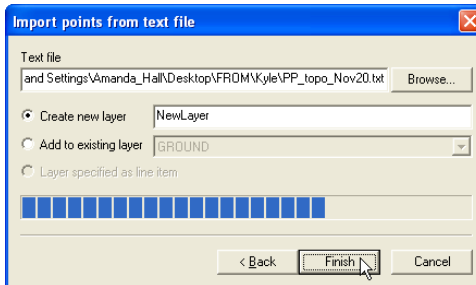 Import points from text file
Text file
and Settings\Amanda_Hall\Desktop\FROM\Kyle\PP_topo_Nov20.txt Browse...
Create new layer NewLayer
Add to existing layer GROUND
Layer specified as line item
< Back Finish Cancel